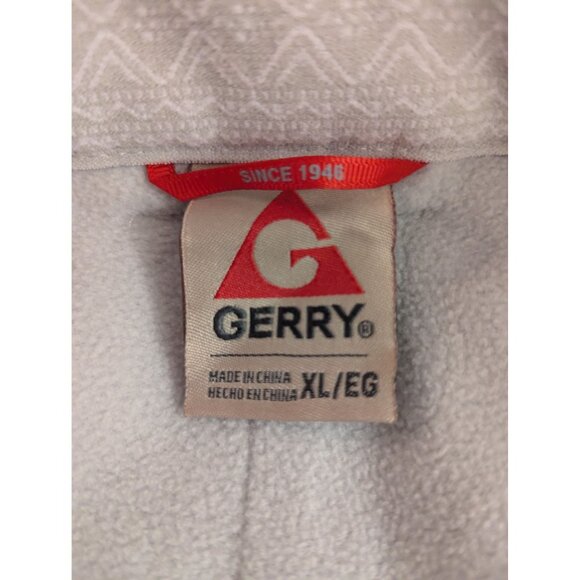 SINCE 1946
G
GERRY®
MADE IN CHINA
HECHO EN CHINA XL/EG